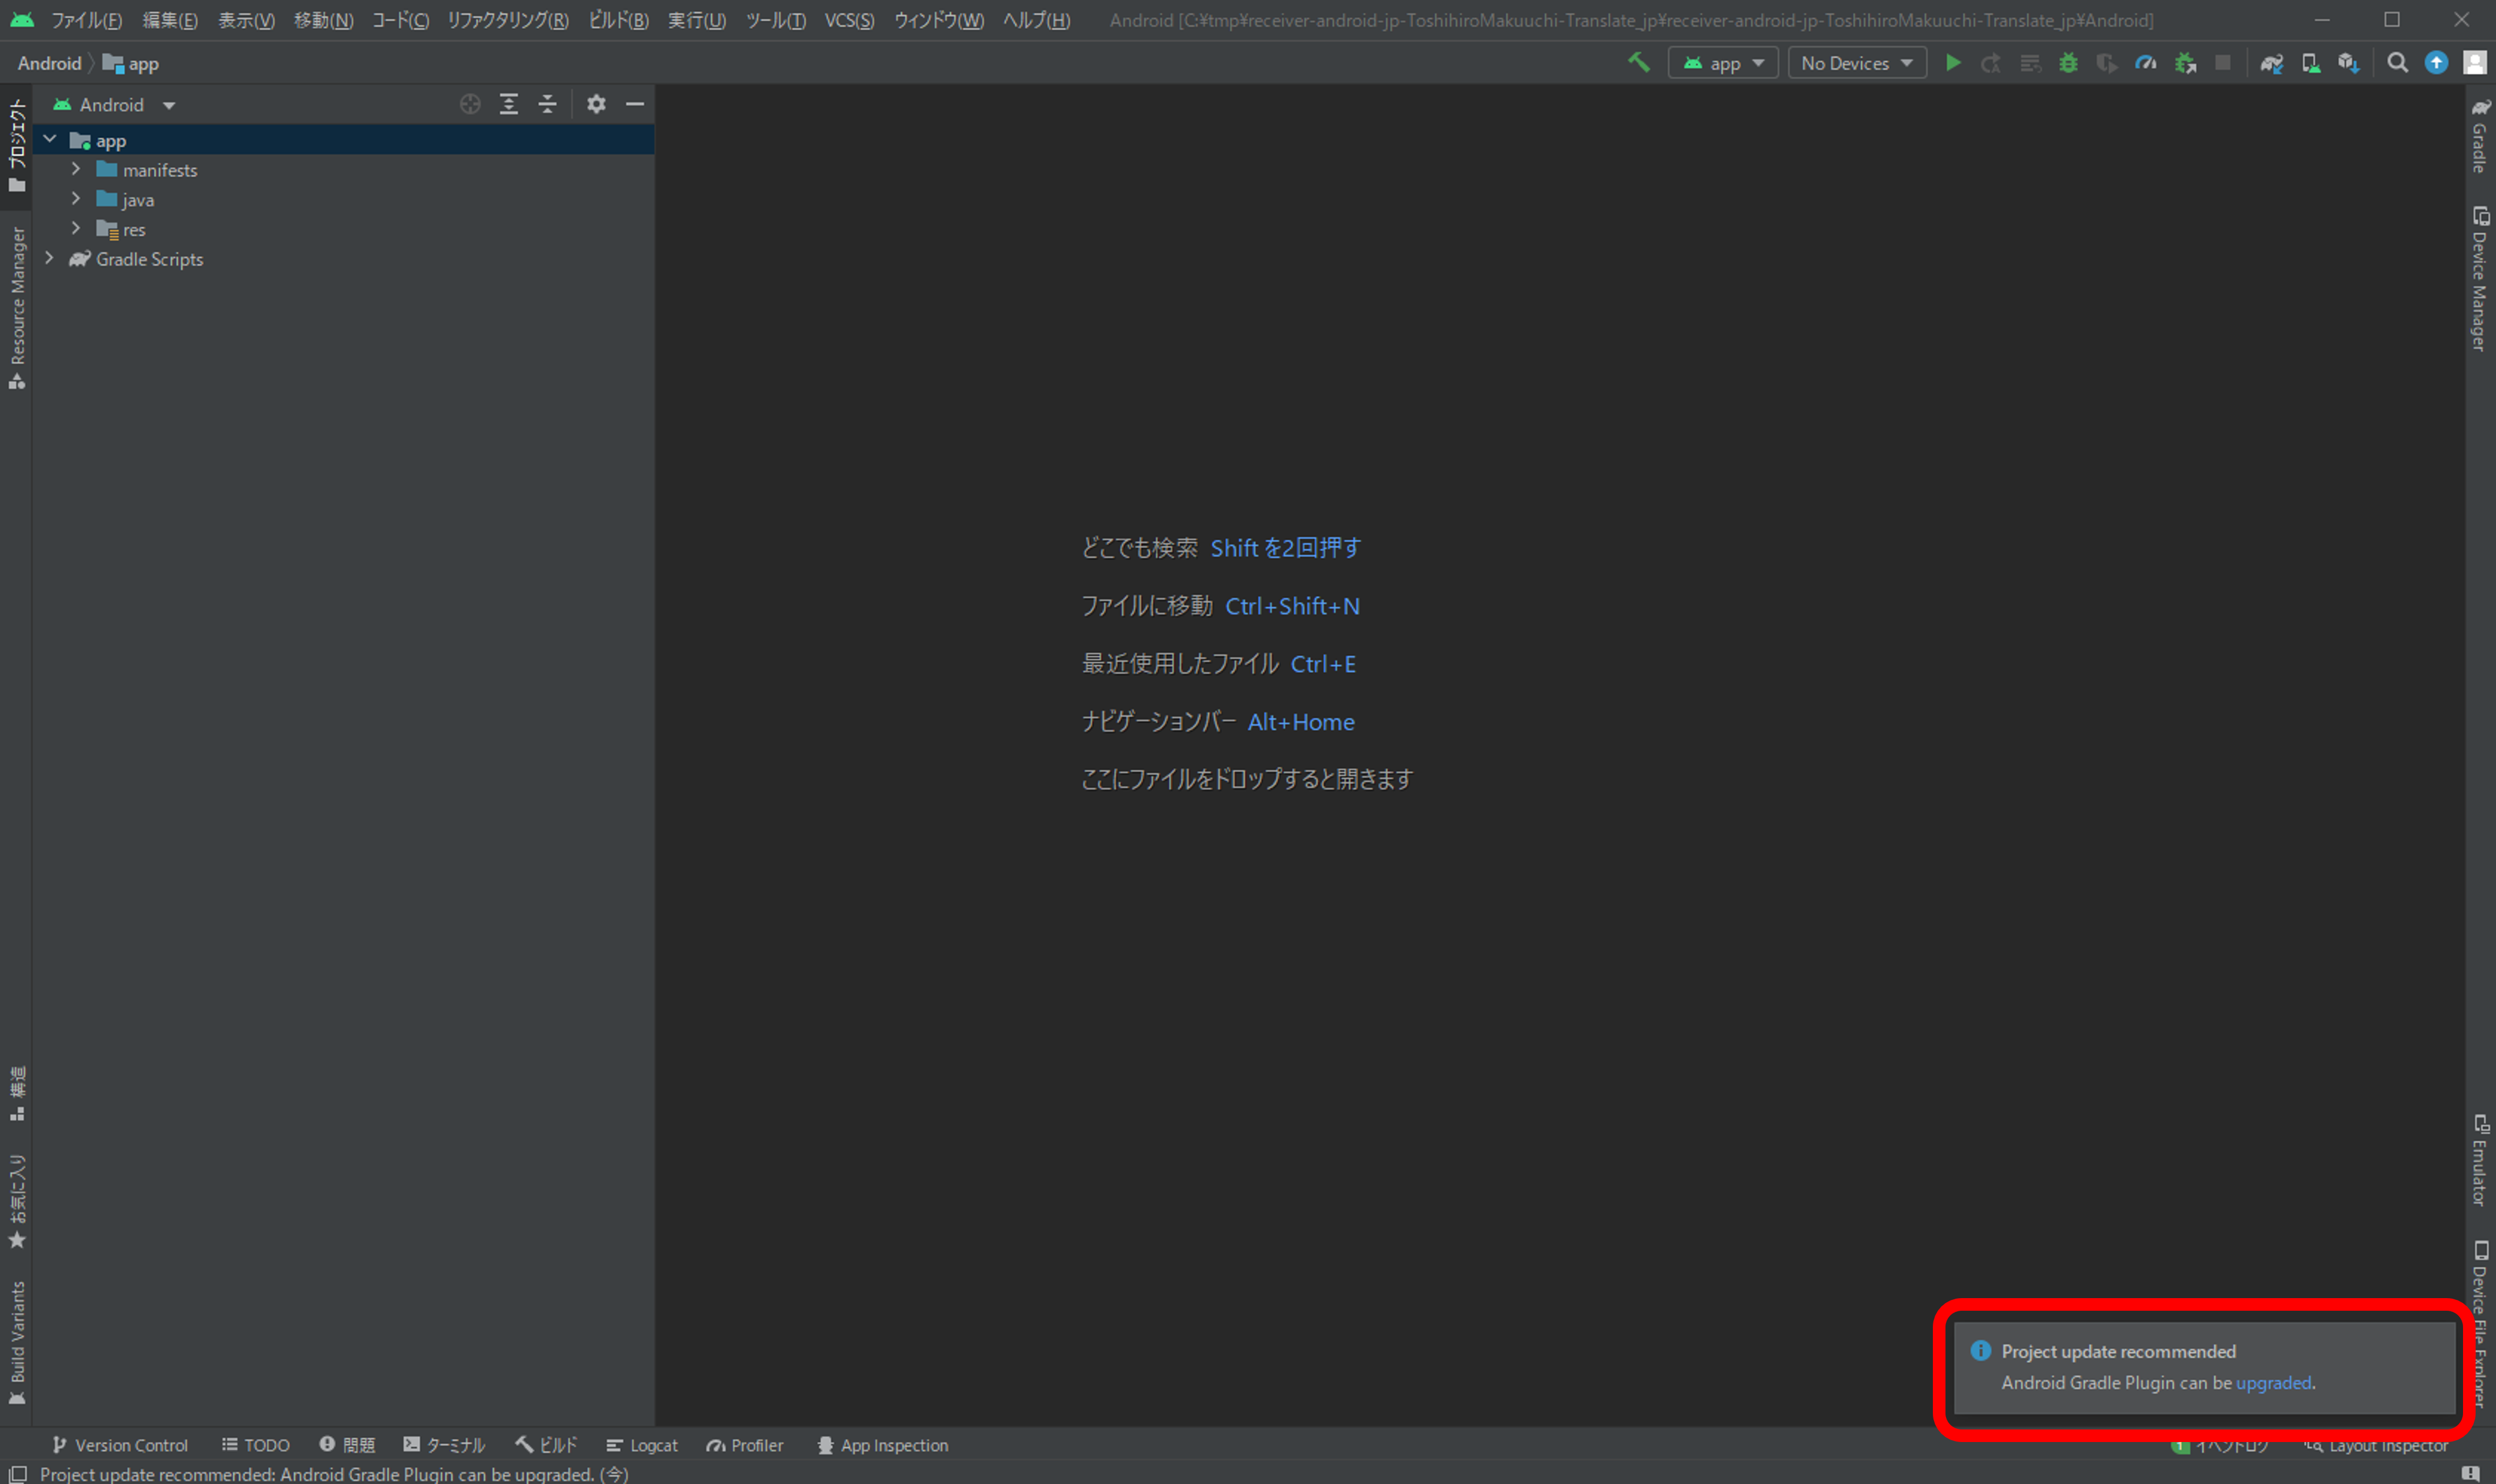 ファイル(F) 編集(E) 表示(V) 移動(N) コード(C) リファクタリング(R) ビルド(B) 実行(U) ツール(T) VCS(S) ウィンドウ(W) ヘルプ(H) Android [C:¥tmp¥receiver-android-jp-ToshihiroMakuuchi-Translate_jp¥receiver-android-jp-ToshihiroMakuuchi-Translate_jp¥Android]
Android app
app No Devices
Android
プロジェクト
app
manifests
java
res
Gradle Scripts
Resource Manager
構造
お気に入り
Build Variants
どこでも検索 Shift を2回押す
ファイルに移動 Ctrl+Shift+N
最近使用したファイル Ctrl+E
ナビゲーションバー Alt+Home
ここにファイルをドロップすると開きます
Gradle
Device Manager
Emulator
Device File Explorer
Project update recommended
Android Gradle Plugin can be upgraded.
Version Control TODO 問題 ターミナル ビルド Logcat Profiler App Inspection 1 イベントログ Layout Inspector
Project update recommended: Android Gradle Plugin can be upgraded. (今)